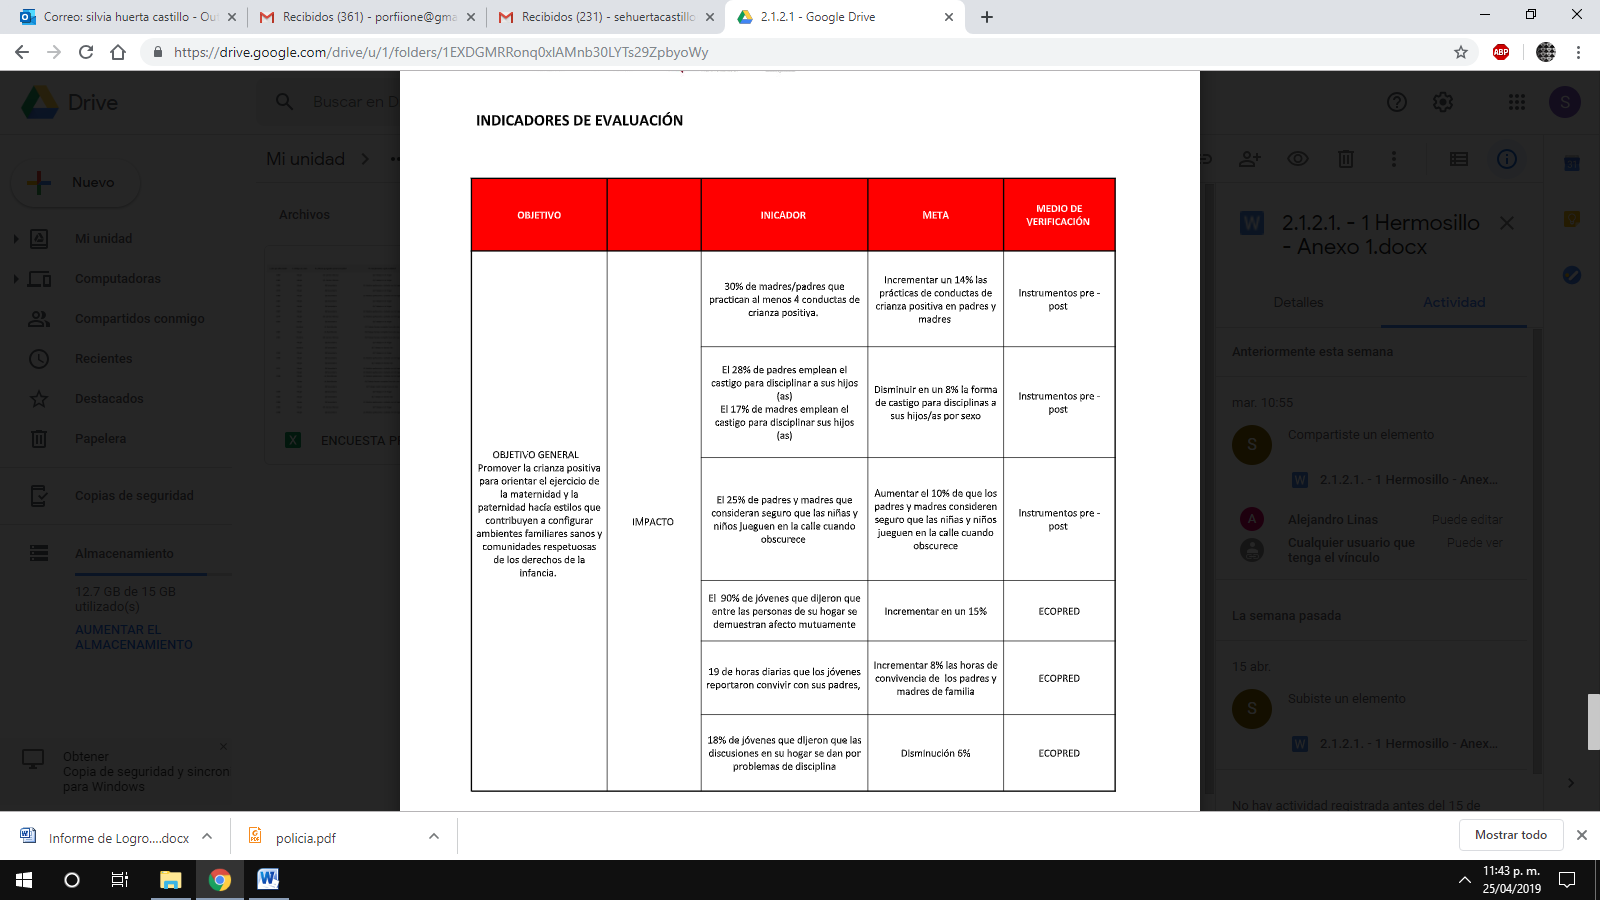 Correo: silvia huerta castillo - Ou
Recibidos (361) - porfiione@gma
Recibidos (231) - sehuertacastillo
2.1.2.1 - Google Drive
https://drive.google.com/drive/u/1/folders/1EXDGMRRonq0xlAMnb30LYTs29ZpbyoWy
ABP
Drive
Buscar en D
S
Mi unidad
Nuevo
Archivos
Mi unidad
Computadoras
Compartidos conmigo
Recientes
Destacados
Papelera
ENCUESTA PR
Copias de seguridad
Almacenamiento
12.7 GB de 15 GB
utilizado(s)
AUMENTAR EL
ALMACENAMIENTO
Obtener
Copia de seguridad y sincron
para Windows
INDICADORES DE EVALUACIÓN
OBJETIVO
INICADOR
META
MEDIO DE
VERIFICACIÓN
OBJETIVO GENERAL
Promover la crianza positiva
para orientar el ejercicio de
la maternidad y la
paternidad hacía estilos que
contribuyen a configurar
ambientes familiares sanos y
comunidades respetuosas
de los derechos de la
infancia.
IMPACTO
30% de madres/padres que
practican al menos 4 conductas de
crianza positiva.
Incrementar un 14% las
prácticas de conductas de
crianza positiva en padres y
madres
Instrumentos pre -
post
El 28% de padres emplean el
castigo para disciplinar a sus hijos
(as)
El 17% de madres emplean el
castigo para disciplinar sus hijos
(as)
Disminuir en un 8% la forma
de castigo para disciplinas a
sus hijos/as por sexo
Instrumentos pre -
post
El 25% de padres y madres que
consideran seguro que las niñas y
niños jueguen en la calle cuando
obscurece
Aumentar el 10% de que los
padres y madres consideren
seguro que las niñas y niños
jueguen en la calle cuando
obscurece
Instrumentos pre -
post
El 90% de jóvenes que dijeron que
entre las personas de su hogar se
demuestran afecto mutuamente
Incrementar en un 15%
ECOPRED
19 de horas diarias que los jóvenes
reportaron convivir con sus padres,
Incrementar 8% las horas de
convivencia de los padres y
madres de familia
ECOPRED
18% de jóvenes que dijeron que las
discusiones en su hogar se dan por
problemas de disciplina
Disminución 6%
ECOPRED
2.1.2.1. - 1 Hermosillo
- Anexo 1.docx
Detalles
Actividad
Anteriormente esta semana
mar. 10:55
S
Compartiste un elemento
2.1.2.1. - 1 Hermosillo - Anex...
A
Alejandro Linas
Puede editar
Cualquier usuario que
tenga el vínculo
Puede ver
La semana pasada
15 abr.
S
Subiste un elemento
2.1.2.1. - 1 Hermosillo - Anex...
No hay actividad registrada antes del 15 de
Informe de Logro....docx
policia.pdf
Mostrar todo
11:43 p. m.
25/04/2019